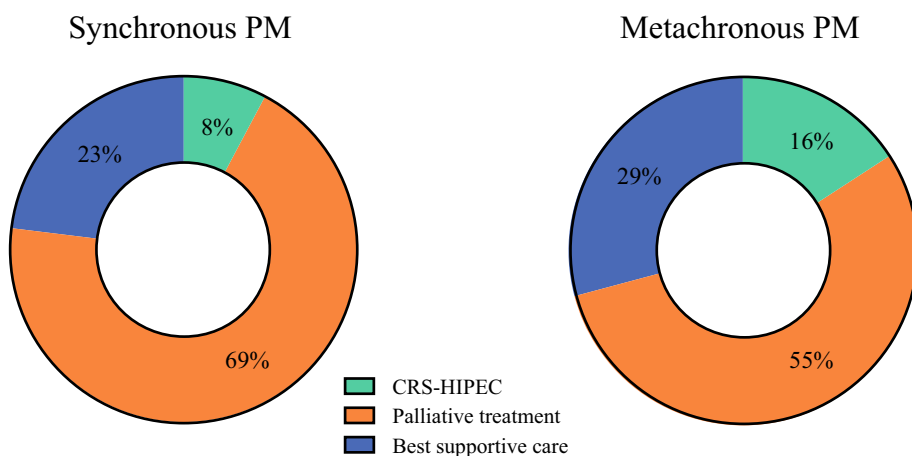 Synchronous PM
Metachronous PM
8%
23%
69%
16%
29%
55%
CRS-HIPEC
Palliative treatment
Best supportive care